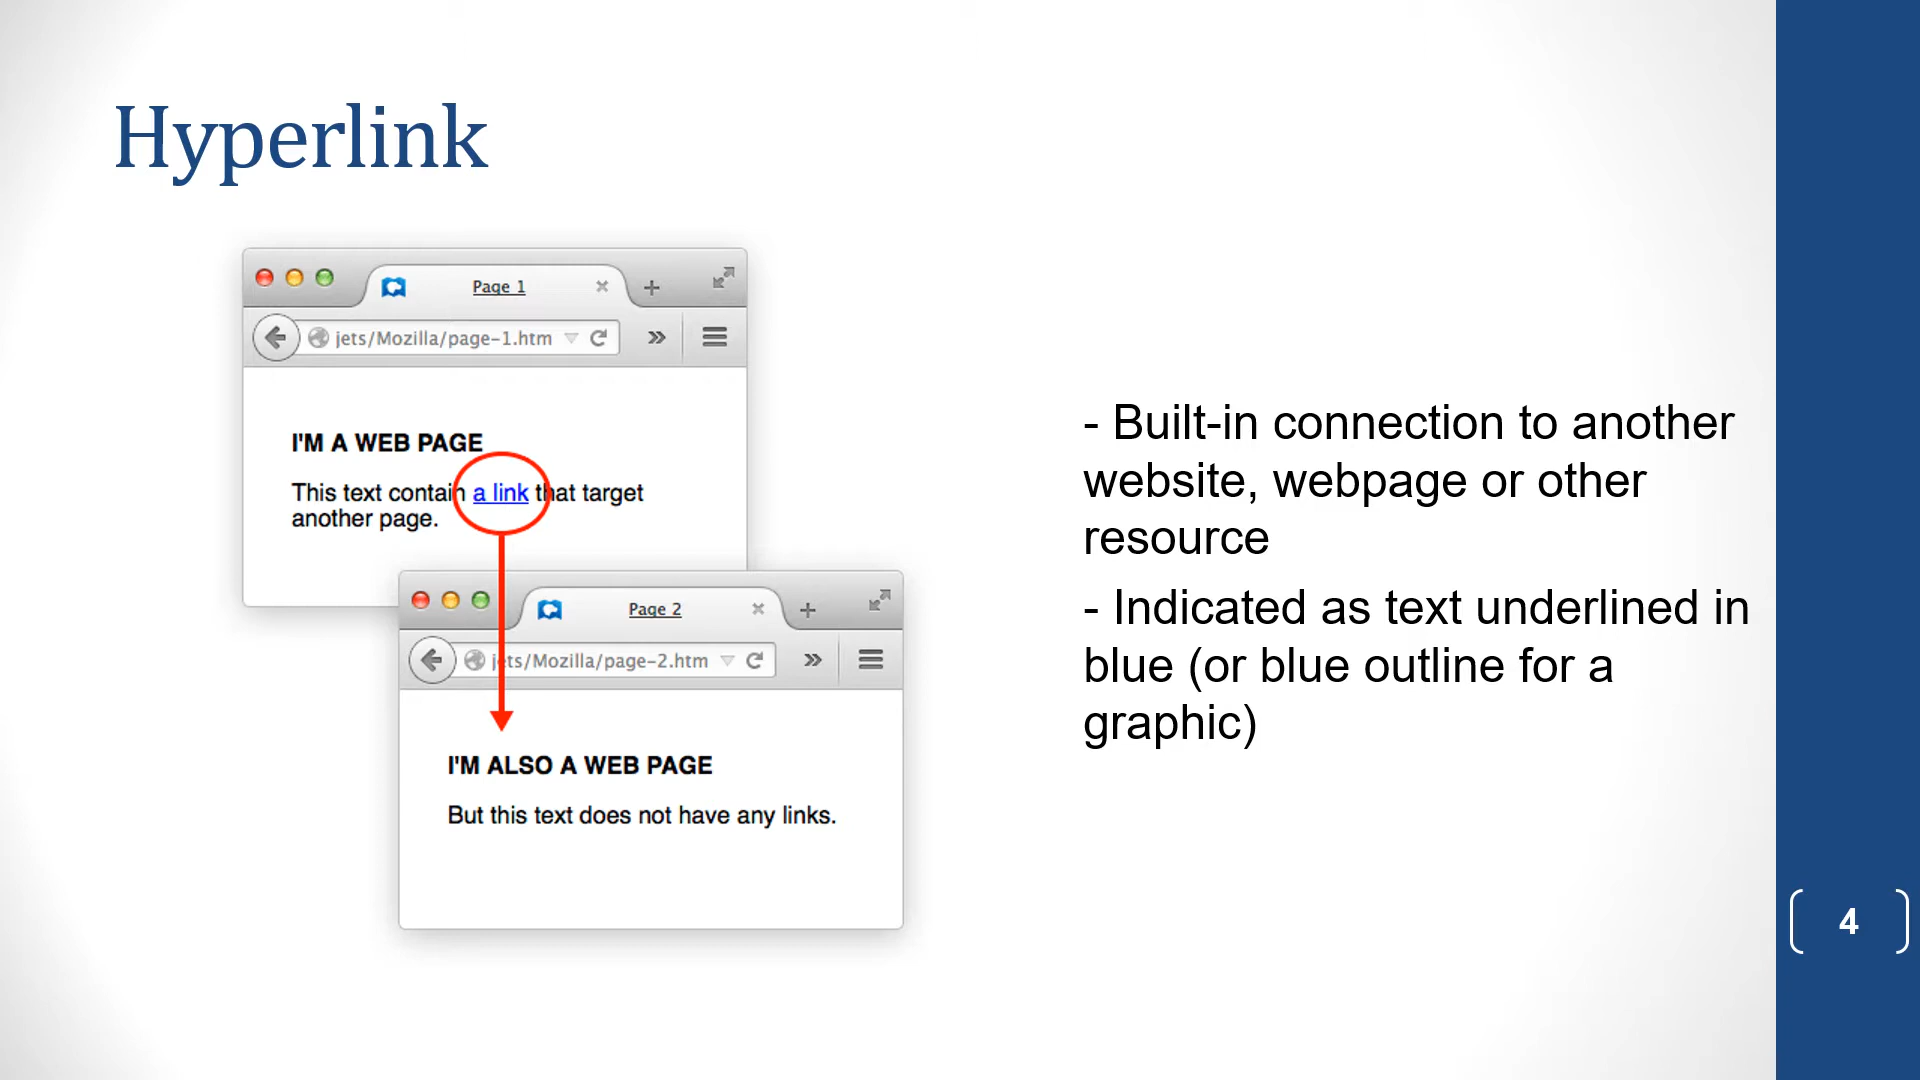 Hyperlink
Page 1
jets/Mozilla/page-1.htm
I'M A WEB PAGE
This text contain a link that target
another page.
Page 2
jets/Mozilla/page-2.htm
I'M ALSO A WEB PAGE
But this text does not have any links.
- Built-in connection to another
website, webpage or other
resource
- Indicated as text underlined in
blue (or blue outline for a
graphic)
4